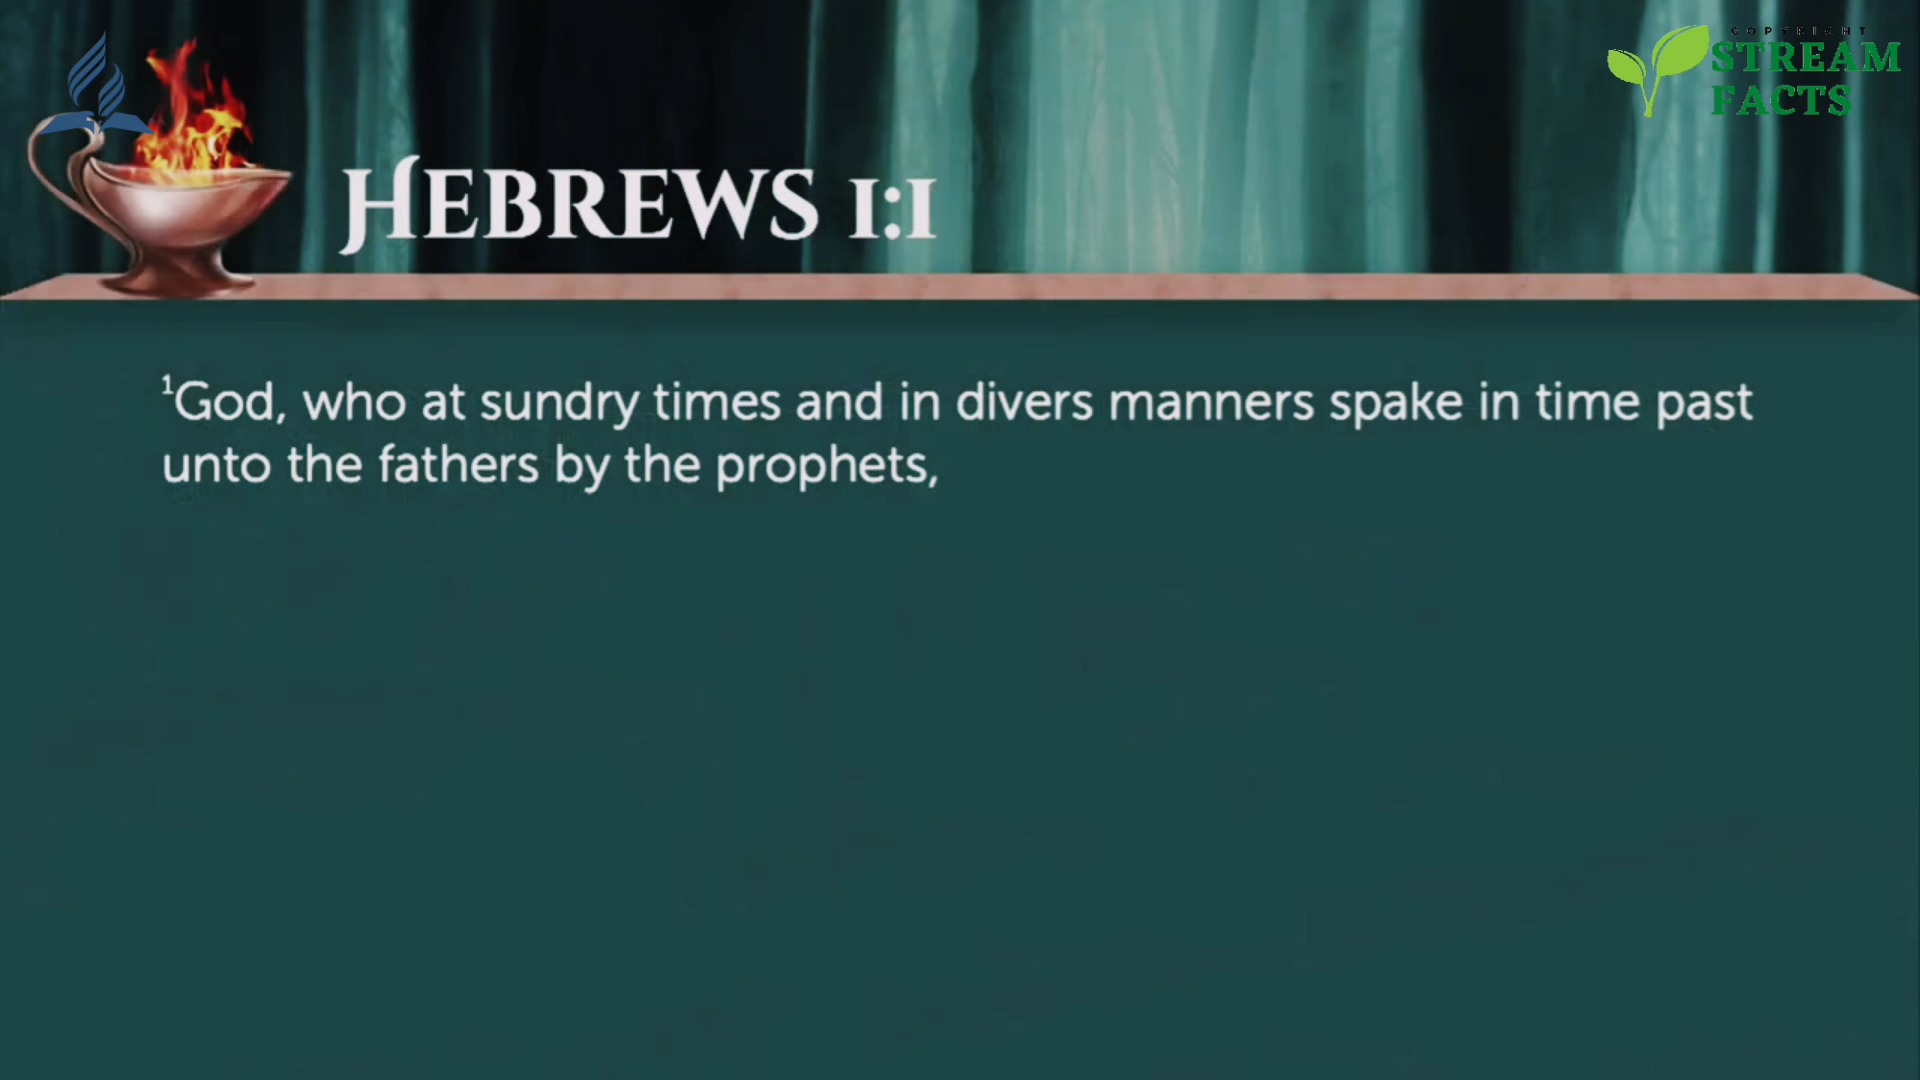 COPYRIGHT
STREAM
FACTS
HEBREWS 1:1
¹God, who at sundry times and in divers manners spake in time past
unto the fathers by the prophets,